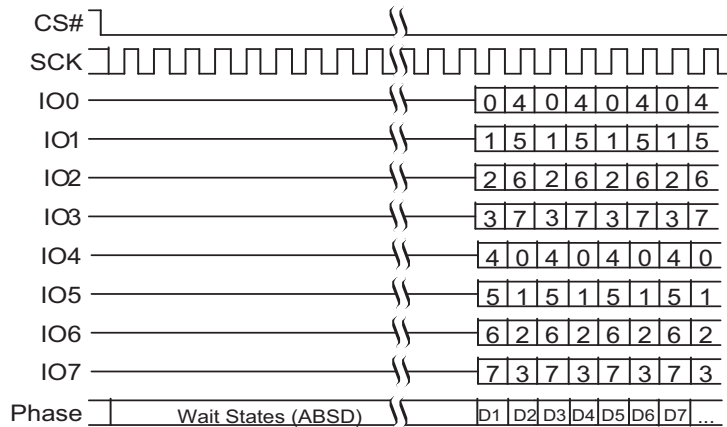 CS#
SCK
IO0 0 4 0 4 0 4 0 4
IO1 1 5 1 5 1 5 1 5
IO2 2 6 2 6 2 6 2 6
IO3 3 7 3 7 3 7 3 7
IO4 4 0 4 0 4 0 4 0
IO5 5 1 5 1 5 1 5 1
IO6 6 2 6 2 6 2 6 2
IO7 7 3 7 3 7 3 7 3
Phase Wait States (ABSD) D1 D2 D3 D4 D5 D6 D7 ...